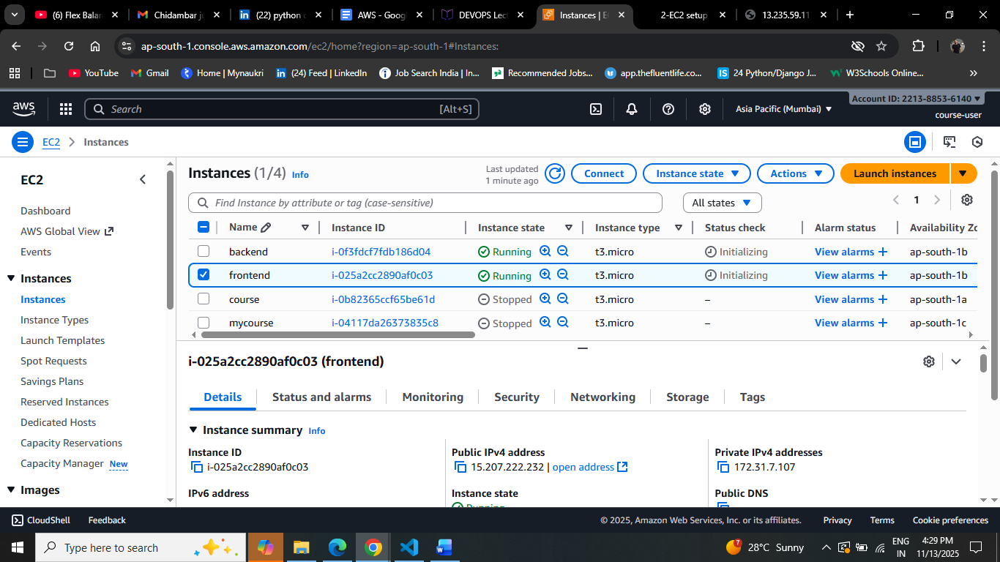 (6) Flex Balan
Chidambar ju
(22) python d
AWS - Googl
DEVOPS Lect
Instances | EC
2-EC2 setup
13.235.59.11
ap-south-1.console.aws.amazon.com/ec2/home?region=ap-south-1#Instances:
YouTube
Gmail
Home | Mynaukri
(24) Feed | LinkedIn
Job Search India | In...
Recommended Jobs...
app.thefluentlife.co...
24 Python/Django J...
W3Schools Online...
aws
Search
[Alt+S]
Asia Pacific (Mumbai)
Account ID: 2213-8853-6140
course-user
EC2
Instances
EC2
Dashboard
AWS Global View
Events
Instances
Instances
Instance Types
Launch Templates
Spot Requests
Savings Plans
Reserved Instances
Dedicated Hosts
Capacity Reservations
Capacity Manager New
Images
Instances (1/4) Info
Last updated
1 minute ago
Connect
Instance state
Actions
Launch instances
Find Instance by attribute or tag (case-sensitive)
All states
1
Name Instance ID Instance state Instance type Status check Alarm status Availability Zo
backend i-0f3fdcf7fdb186d04 Running t3.micro Initializing View alarms + ap-south-1b
frontend i-025a2cc2890af0c03 Running t3.micro Initializing View alarms + ap-south-1b
course i-0b82365ccf65be61d Stopped t3.micro – View alarms + ap-south-1a
mycourse i-04117da26373835c8 Stopped t3.micro – View alarms + ap-south-1c
i-025a2cc2890af0c03 (frontend)
Details
Status and alarms
Monitoring
Security
Networking
Storage
Tags
Instance summary Info
Instance ID
i-025a2cc2890af0c03
Public IPv4 address
15.207.222.232 | open address
Private IPv4 addresses
172.31.7.107
IPv6 address
Instance state
Running
Public DNS
CloudShell
Feedback
© 2025, Amazon Web Services, Inc. or its affiliates.
Privacy
Terms
Cookie preferences
Type here to search
7
28°C Sunny
ENG
IN
4:29 PM
11/13/2025